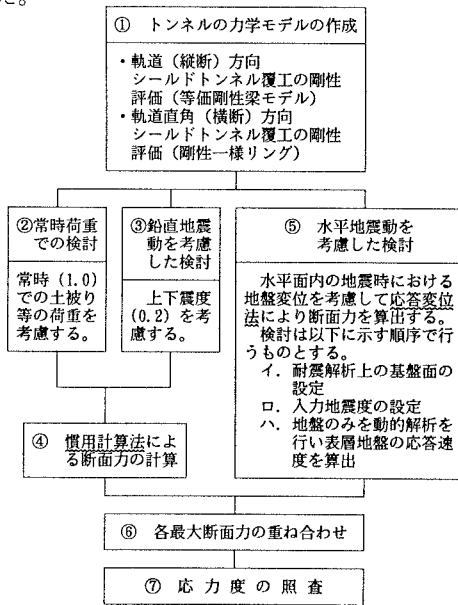 た。
① トンネルの力学モデルの作成
・軌道（縦断）方向
シールドトンネル覆工の剛性
評価（等価剛性梁モデル）
・軌道直角（横断）方向
シールドトンネル覆工の剛性
評価（剛性一様リング）
②常時荷重
での検討
常時（1.0）
での土被り
等の荷重を
考慮する。
③鉛直地震
動を考慮
した検討
上下震度
(0.2) を考
慮する。
⑤ 水平地震動を
考慮した検討
水平面内の地震時における
地盤変位を考慮して応答変位
法により断面力を算出する。
検討は以下に示す順序で行
うものとする。
イ．耐震解析上の基盤面の
設定
ロ．入力地震度の設定
ハ．地盤のみを動的解析を
行い表層地盤の応答速
度を算出
④ 慣用計算法によ
る断面力の計算
⑥ 各最大断面力の重ね合わせ
⑦ 応力度の照査